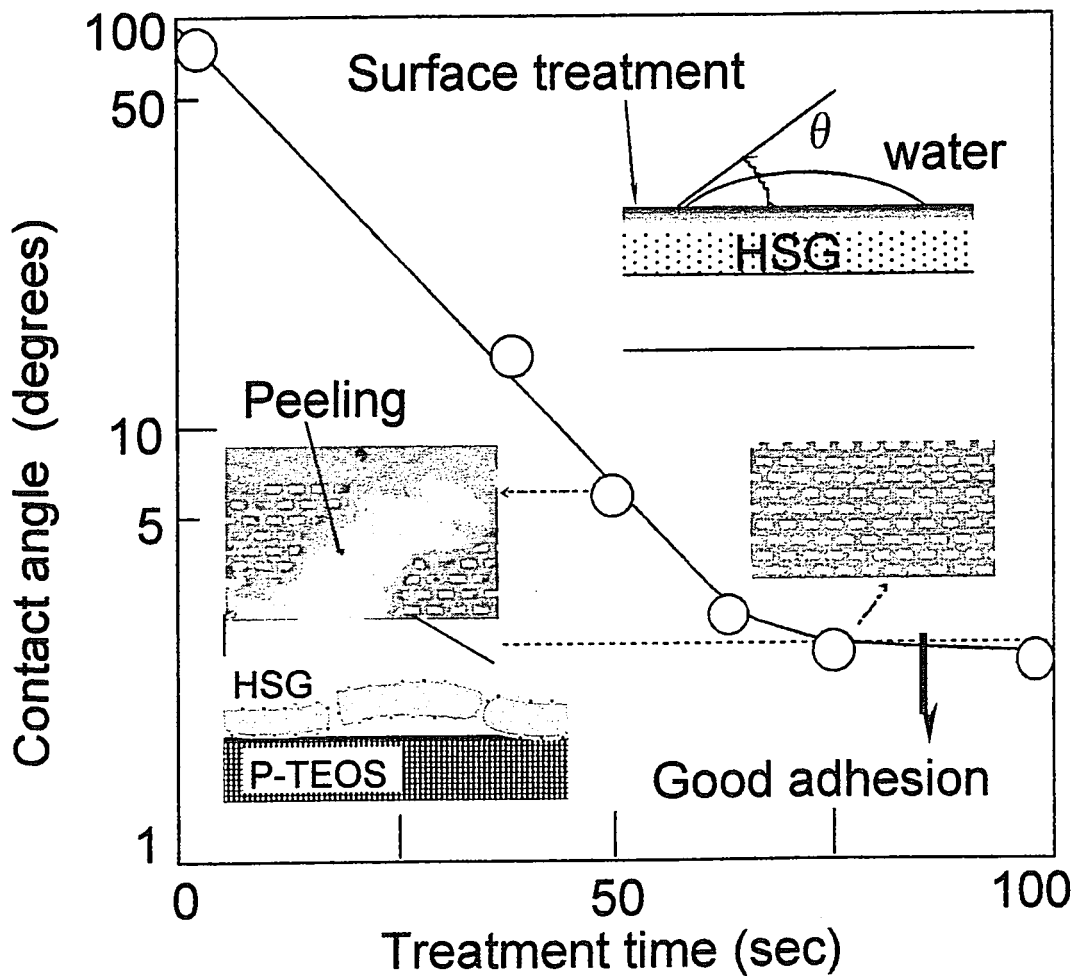 100
50
10
5
1
Contact angle (degrees)
Surface treatment
θ
water
HSG
Peeling
HSG
P-TEOS
Good adhesion
0
50
100
Treatment time (sec)